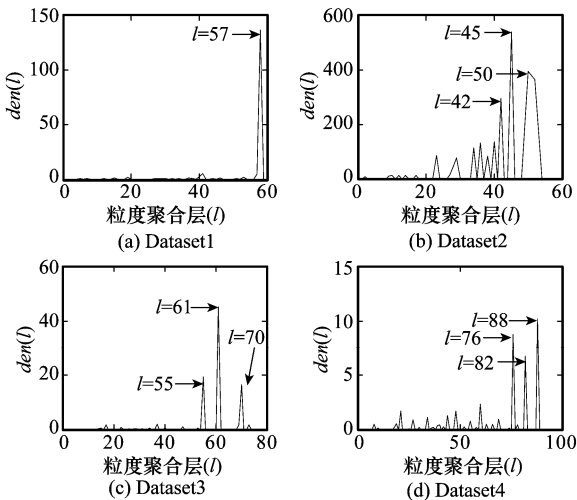 150
100
50
0
den(l)
l=57
0 20 40 60
粒度聚合层(l)
(a) Dataset1
600
400
200
0
den(l)
l=45
l=50
l=42
0 20 40 60
粒度聚合层(l)
(b) Dataset2
60
40
20
0
den(l)
l=61
l=70
l=55
0 20 40 60 80
粒度聚合层(l)
(c) Dataset3
15
10
5
0
den(l)
l=88
l=76
l=82
0 50 100
粒度聚合层(l)
(d) Dataset4